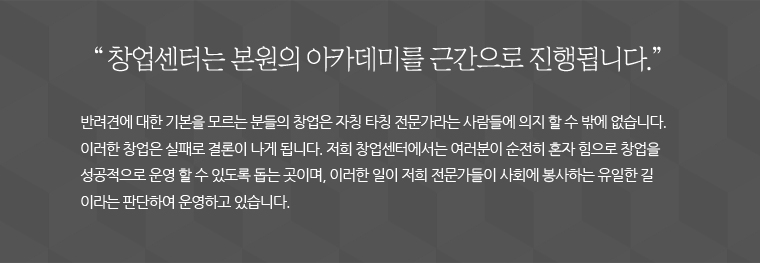 “ 창업센터는 본원의 아카데미를 근간으로 진행됩니다.”
반려견에 대한 기본을 모르는 분들의 창업은 자칭 타칭 전문가라는 사람들에 의지 할 수 밖에 없습니다.
이러한 창업은 실패로 결론이 나게 됩니다. 저희 창업센터에서는 여러분이 순전히 혼자 힘으로 창업을
성공적으로 운영 할 수 있도록 돕는 곳이며, 이러한 일이 저희 전문가들이 사회에 봉사하는 유일한 길
이라는 판단하여 운영하고 있습니다.